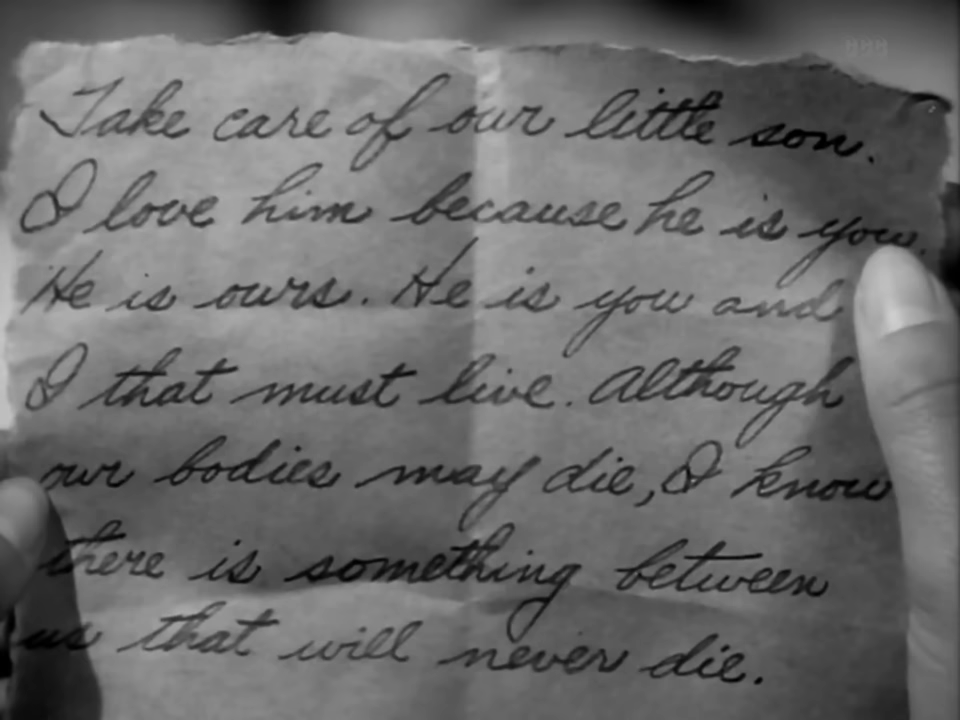 Take care of our little son.
I love him because he is you.
He is ours. He is you and
I that must live. Although
our bodies may die, I know
there is something between
us that will never die.